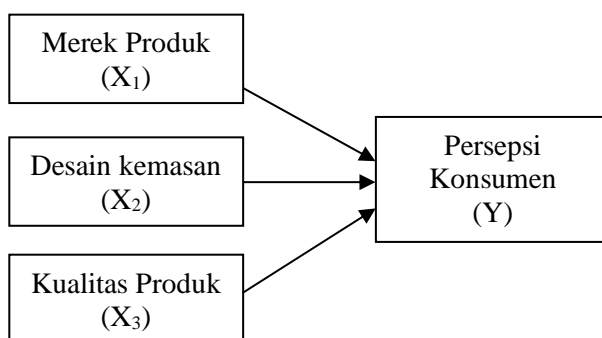 Merek Produk
(X₁)
Desain kemasan
(X₂)
Kualitas Produk
(X₃)
Persepsi
Konsumen
(Y)